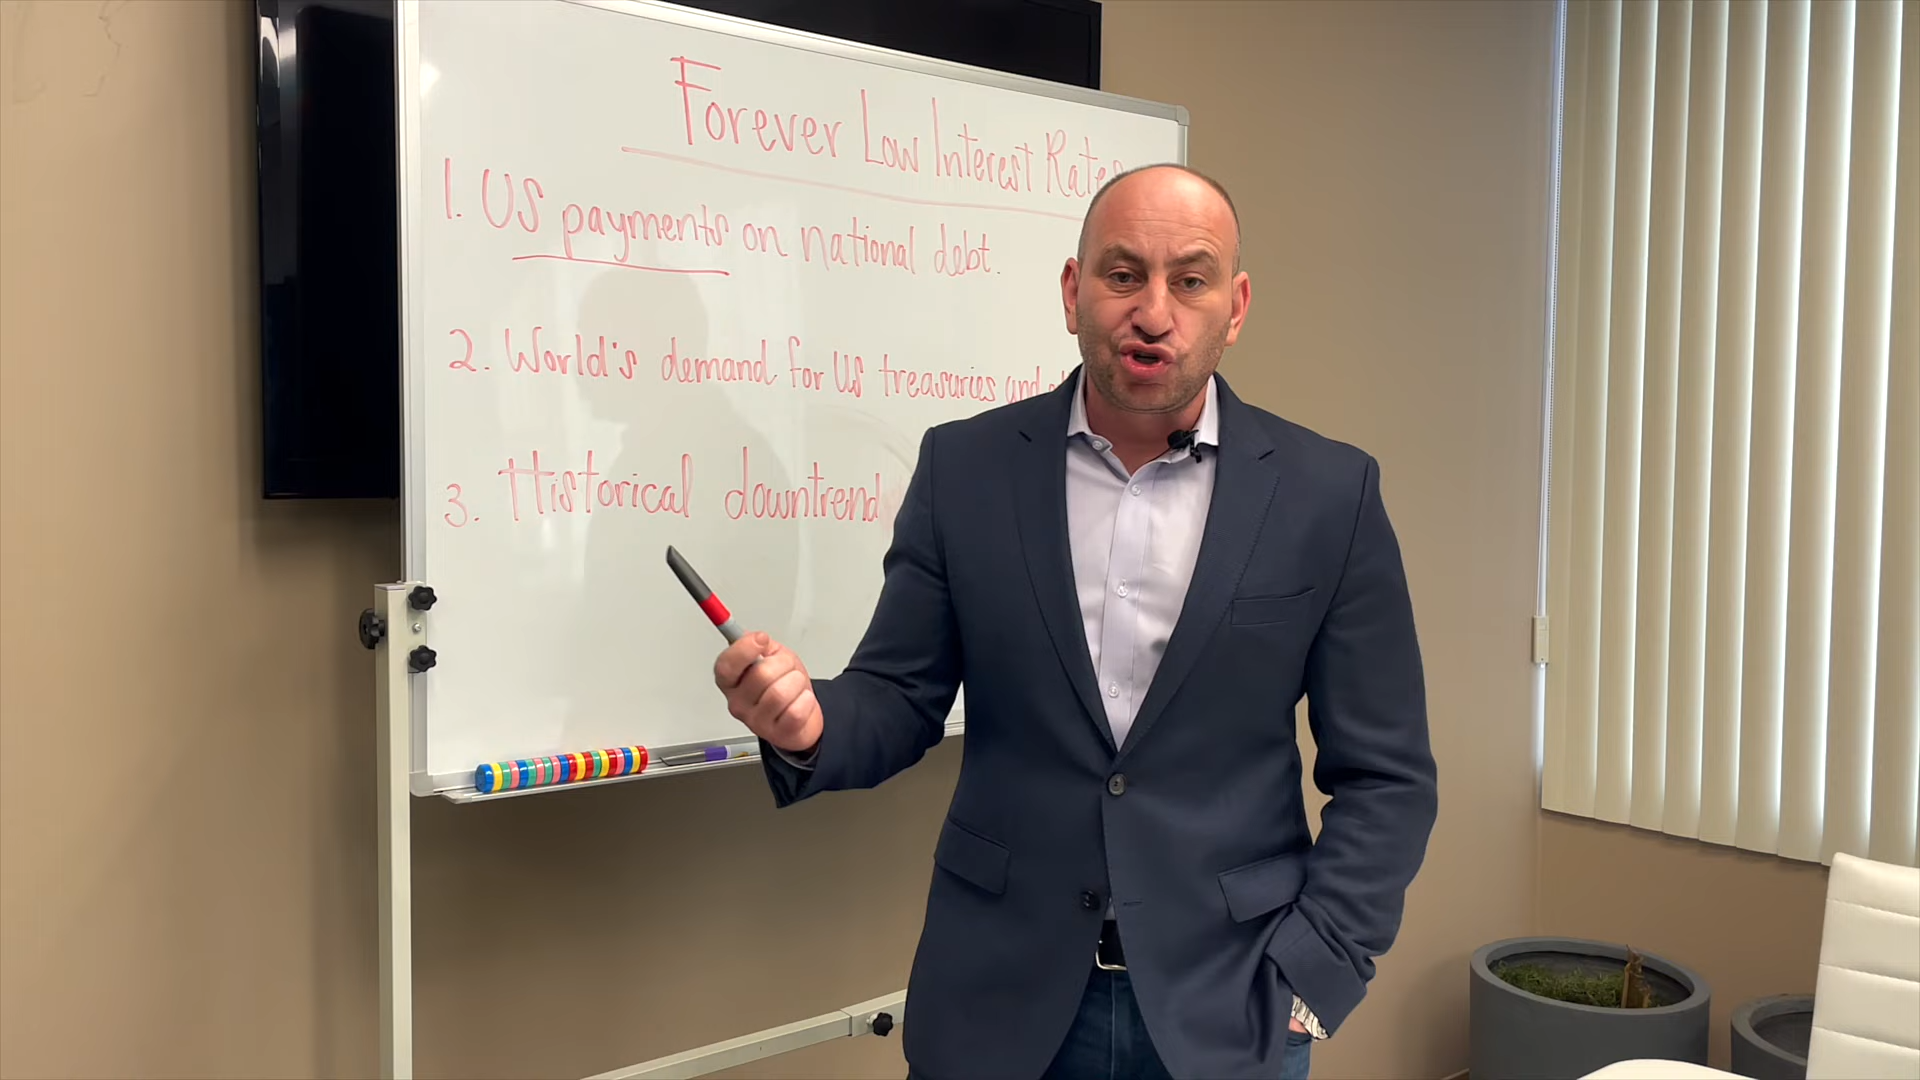 Forever Low Interest Rates
1. US payments on national debt.
2. World's demand for US treasuries and
3. Historical downtrend